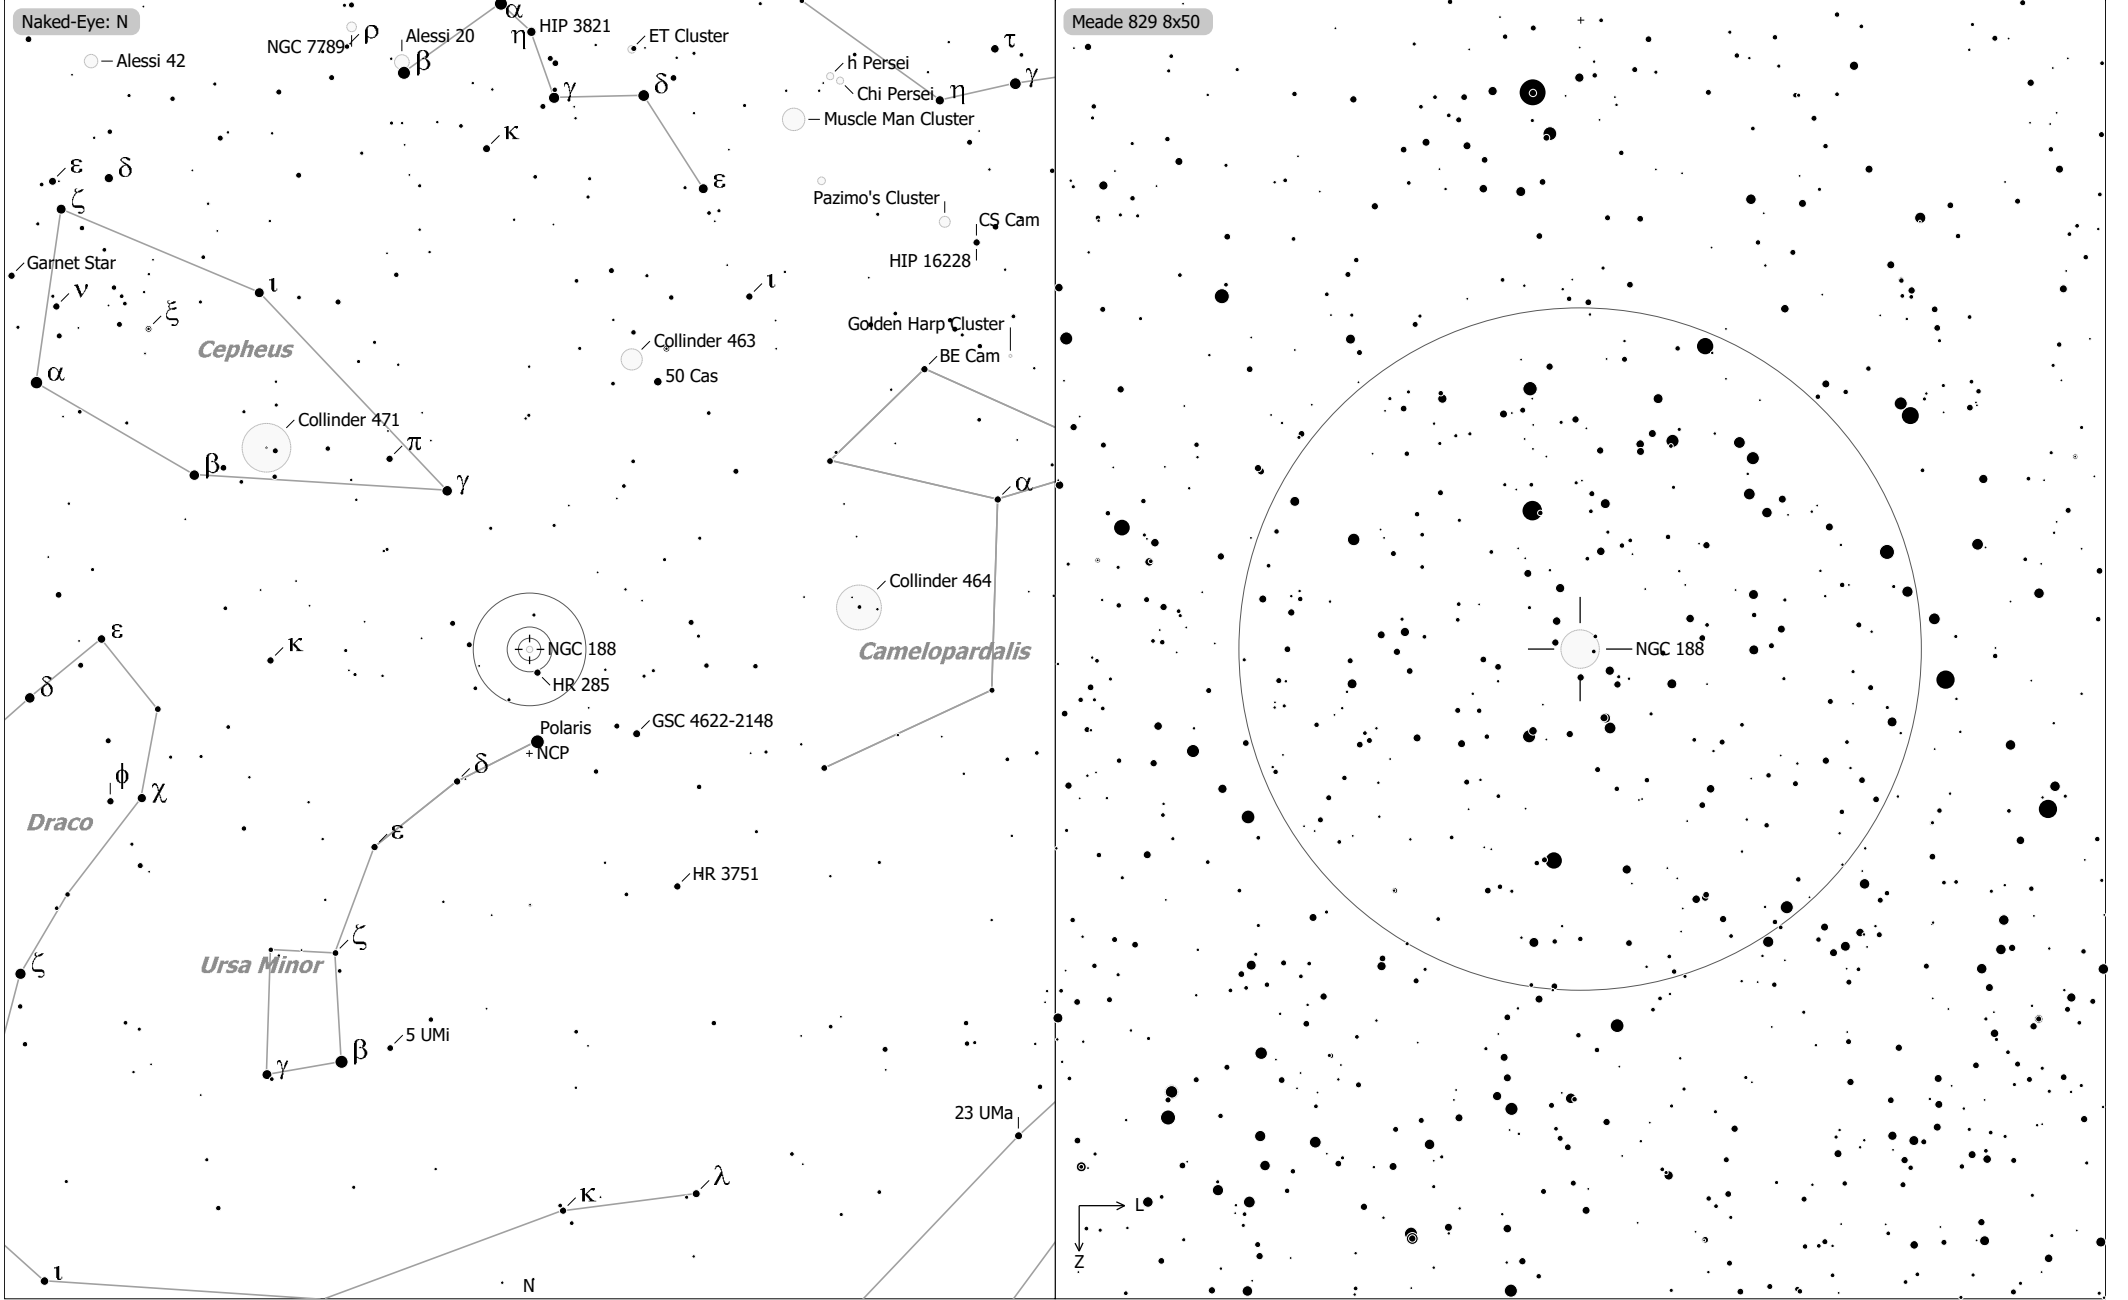 Naked-Eye: N
Meade 829 8x50
α
HIP 3821
η
NGC 7789
ρ
Alessi 20
ET Cluster
τ
Alessi 42
β
h Persei
γ
δ
Chi Persei
η
γ
Muscle Man Cluster
κ
ε
δ
ε
ζ
Pazimo's Cluster
CS Cam
Garnet Star
HIP 16228
ν
ι
ι
ξ
Golden Harp Cluster
Cepheus
Collinder 463
BE Cam
α
50 Cas
Collinder 471
β
π
γ
α
Collinder 464
ε
κ
NGC 188
Camelopardalis
NGC 188
δ
HR 285
Polaris
GSC 4622-2148
NCP
δ
φ
χ
Draco
ε
HR 3751
ζ
ζ
Ursa Minor
5 UMi
β
γ
23 UMa
λ
κ
L
Z
ι
N